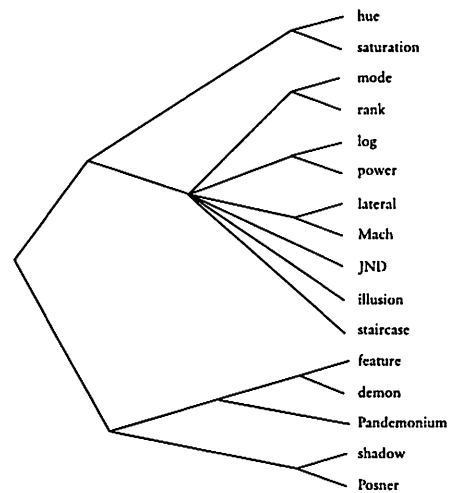 hue
saturation
mode
rank
log
power
lateral
Mach
JND
illusion
staircase
feature
demon
Pandemonium
shadow
Posner